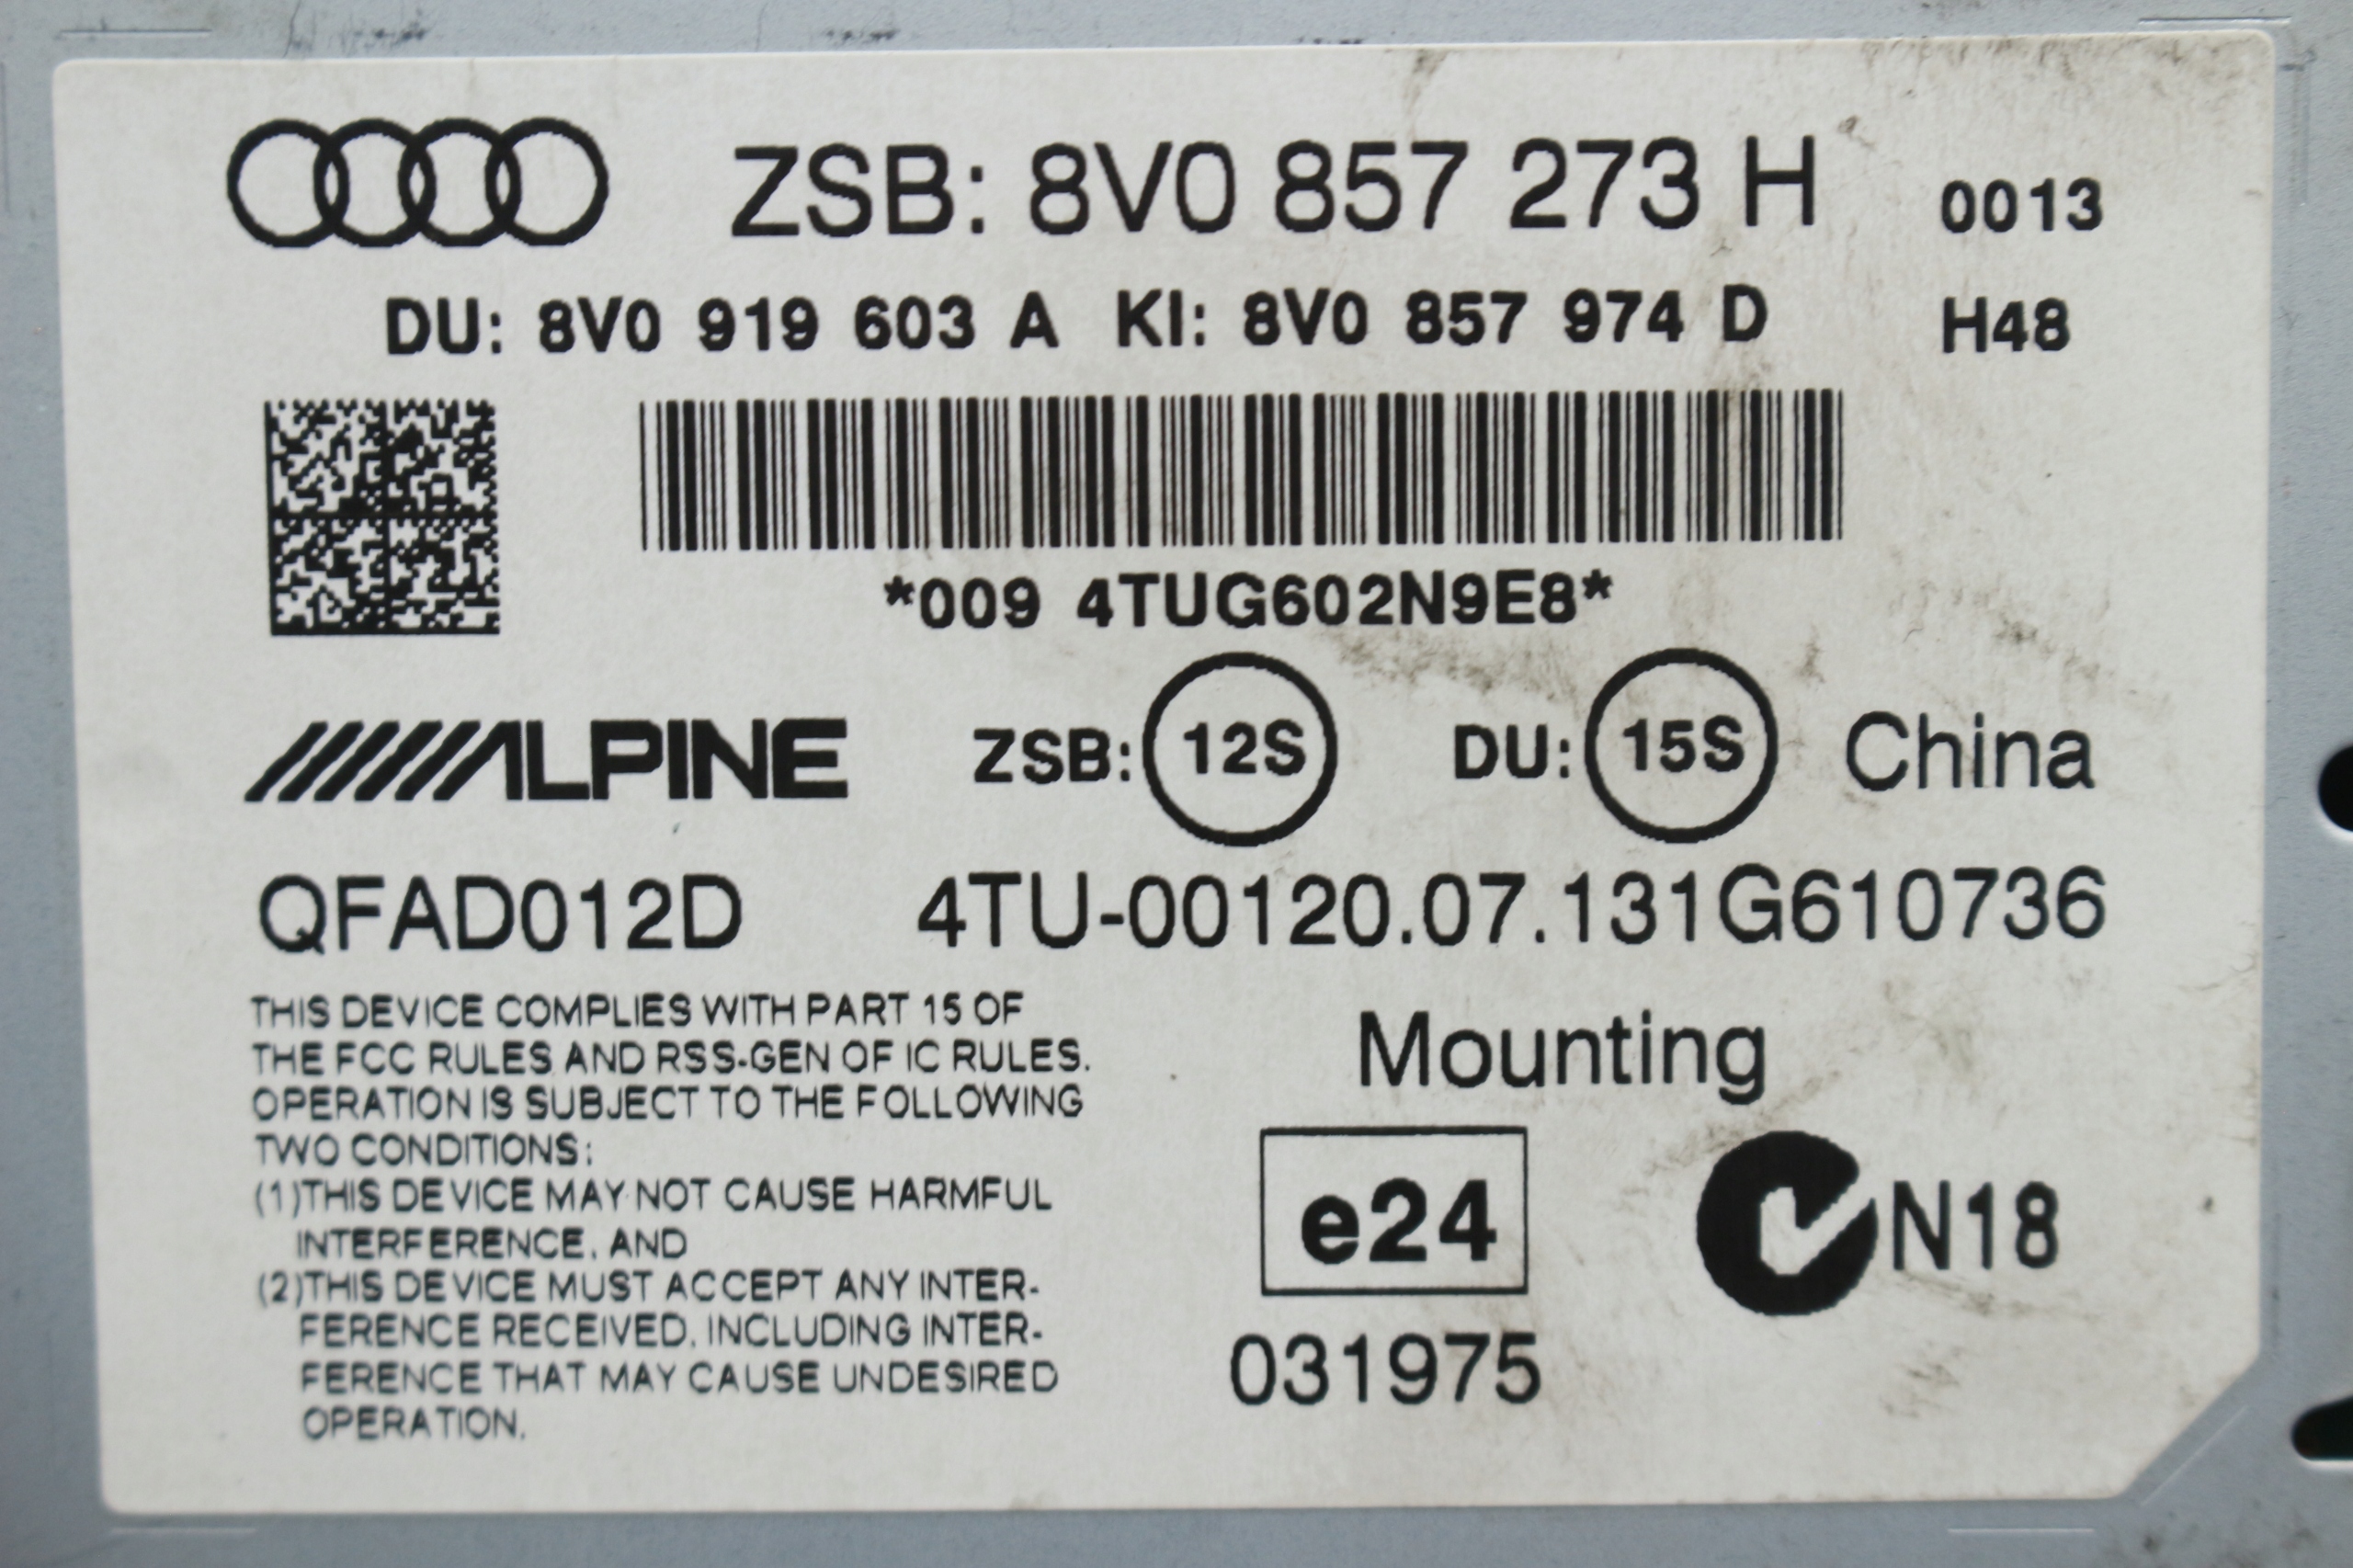 ZSB: 8V0 857 273 H 0013
DU: 8V0 919 603 A KI: 8V0 857 974 D H48
*009 4TUG602N9E8*
ALPINE ZSB: 12S DU: 15S China
QFAD012D 4TU-00120.07.131G610736
THIS DEVICE COMPLIES WITH PART 15 OF
THE FCC RULES AND RSS-GEN OF IC RULES.
OPERATION IS SUBJECT TO THE FOLLOWING
TWO CONDITIONS:
(1)THIS DEVICE MAY NOT CAUSE HARMFUL
INTERFERENCE, AND
(2)THIS DEVICE MUST ACCEPT ANY INTER-
FERENCE RECEIVED, INCLUDING INTER-
FERENCE THAT MAY CAUSE UNDESIRED
OPERATION.
Mounting
e24 N18
031975